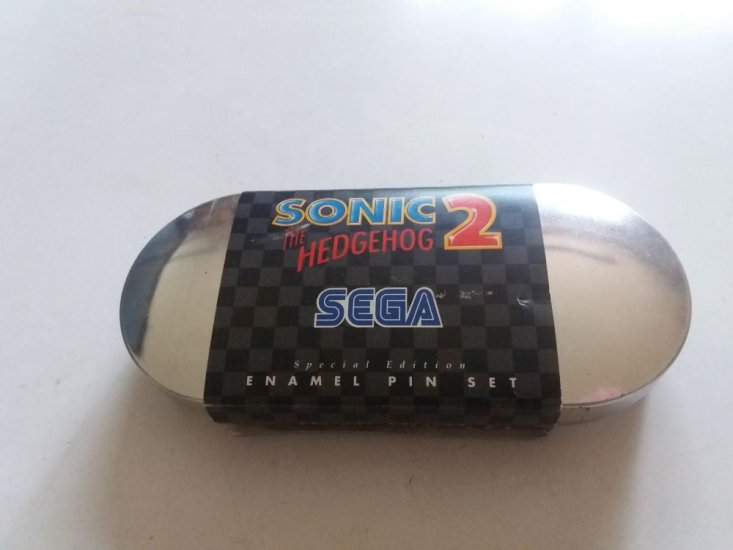 SONIC 2
THE
HEDGEHOG
SEGA
Special Edition
ENAMEL PIN SET